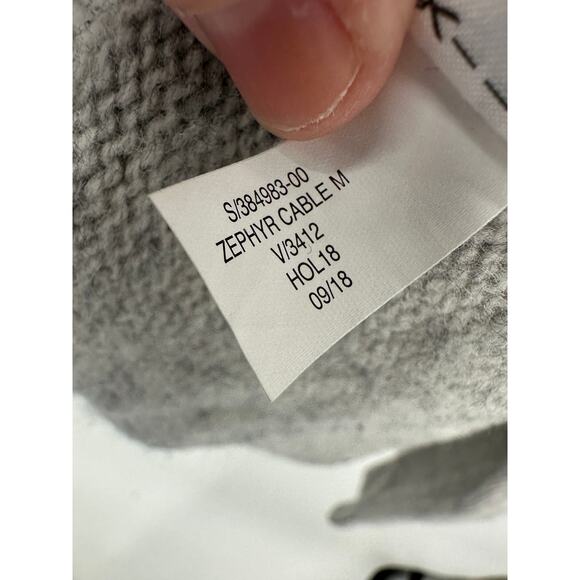 S/384983-00
ZEPHYR CABLE M
V/3412
HOL18
09/18